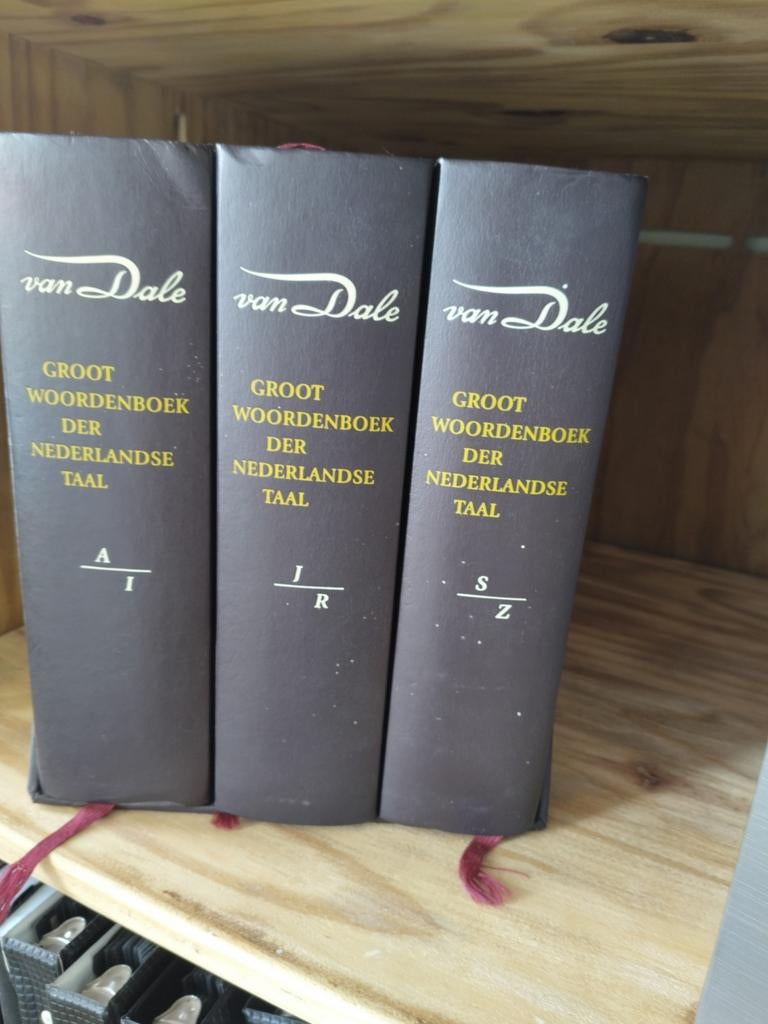 van Dale
GROOT
WOORDENBOEK
DER
NEDERLANDSE
TAAL
A
I
van Dale
GROOT
WOORDENBOEK
DER
NEDERLANDSE
TAAL
J
R
van Dale
GROOT
WOORDENBOEK
DER
NEDERLANDSE
TAAL
S
Z